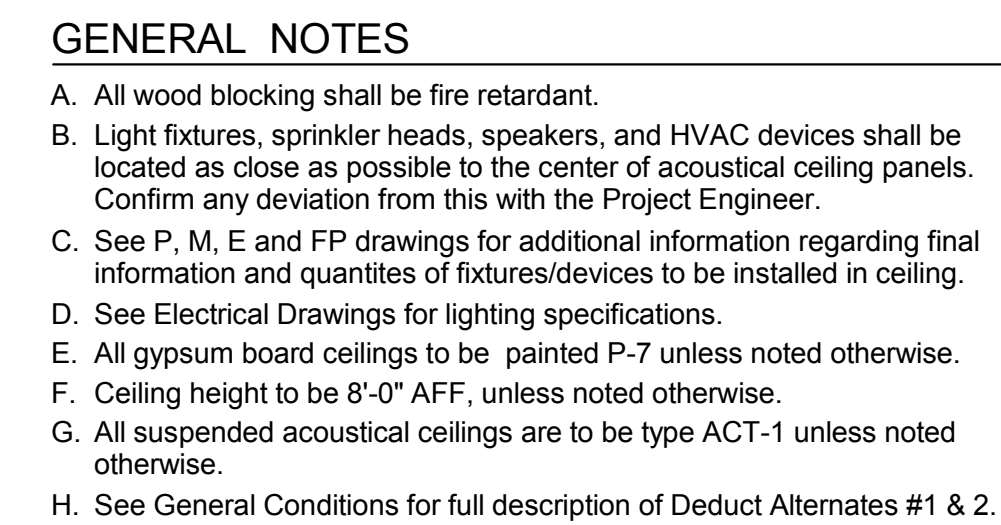 GENERAL NOTES
A. All wood blocking shall be fire retardant.
B. Light fixtures, sprinkler heads, speakers, and HVAC devices shall be
located as close as possible to the center of acoustical ceiling panels.
Confirm any deviation from this with the Project Engineer.
C. See P, M, E and FP drawings for additional information regarding final
information and quantites of fixtures/devices to be installed in ceiling.
D. See Electrical Drawings for lighting specifications.
E. All gypsum board ceilings to be painted P-7 unless noted otherwise.
F. Ceiling height to be 8'-0" AFF, unless noted otherwise.
G. All suspended acoustical ceilings are to be type ACT-1 unless noted
otherwise.
H. See General Conditions for full description of Deduct Alternates #1 & 2.